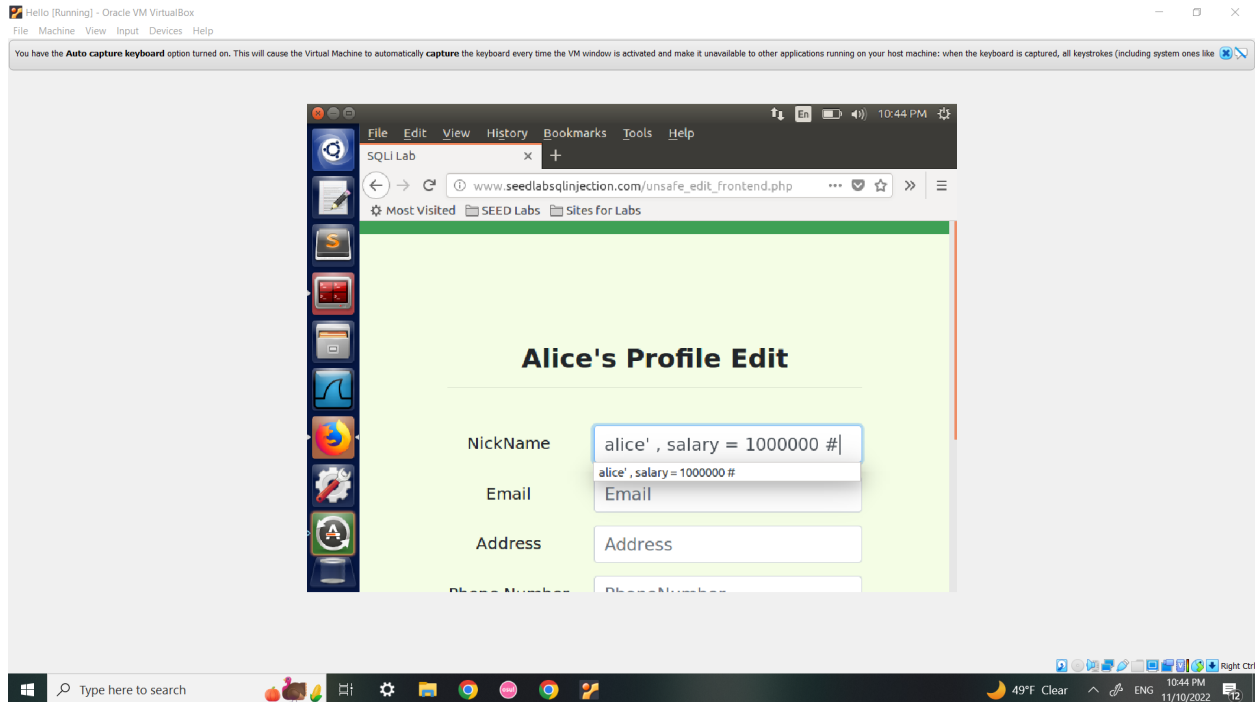 Hello [Running] - Oracle VM VirtualBox
File Machine View Input Devices Help
You have the Auto capture keyboard option turned on. This will cause the Virtual Machine to automatically capture the keyboard every time the VM window is activated and make it unavailable to other applications running on your host machine: when the keyboard is captured, all keystrokes (including system ones like
En 10:44 PM
File Edit View History Bookmarks Tools Help
SQLi Lab
www.seedlabsqlinjection.com/unsafe_edit_frontend.php
Most Visited SEED Labs Sites for Labs
Alice's Profile Edit
NickName alice' , salary = 1000000 #
alice' , salary = 1000000 #
Email Email
Address Address
Phone Number PhoneNumber
Right Ctrl
Type here to search
49°F Clear ENG 10:44 PM
11/10/2022 12